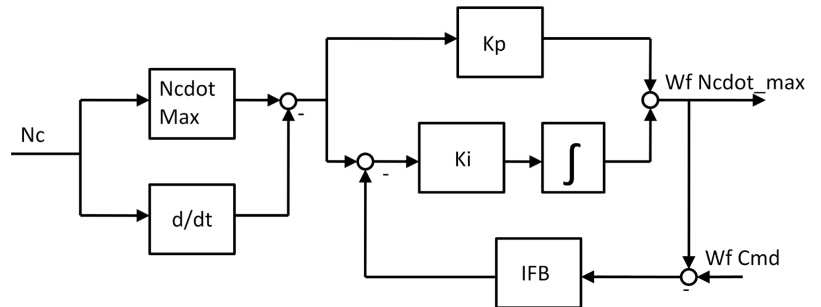 Nc
Ncdot
Max
d/dt
-
Kp
-
Ki
∫
Wf Ncdot_max
IFB
Wf Cmd
-